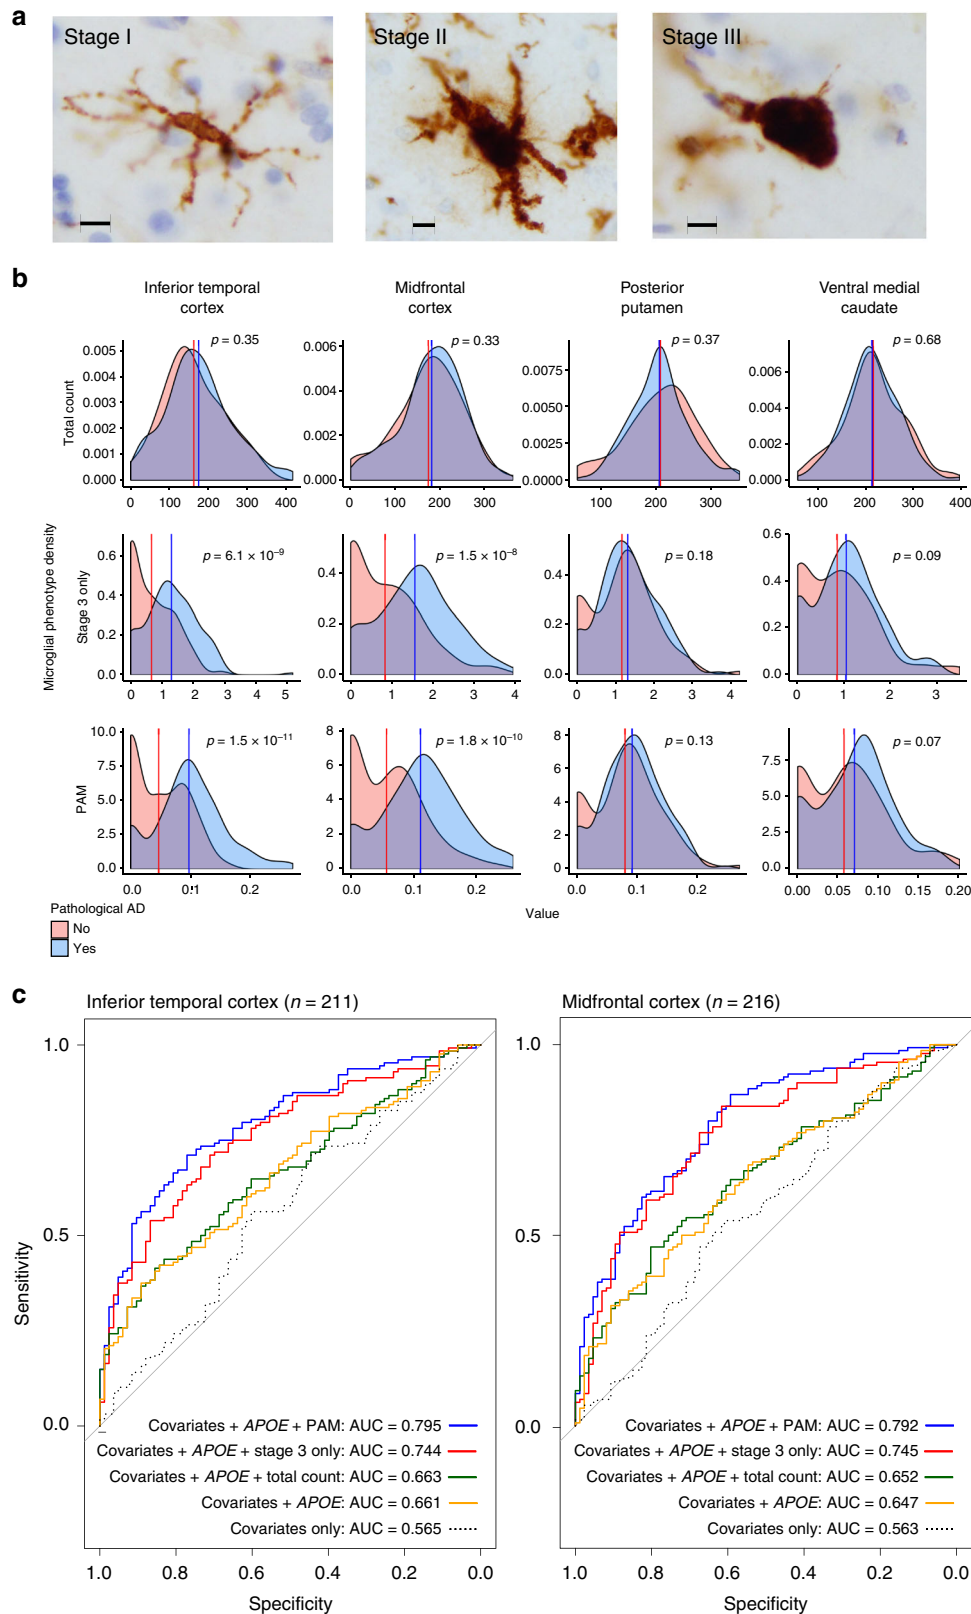 a
Stage I
Stage II
Stage III
b
Inferior temporal
cortex
Midfrontal
cortex
Posterior
putamen
Ventral medial
caudate
Microglial phenotype density
Total count
p = 0.35
0.005
0.004
0.003
0.002
0.001
0.000
0 100 200 300 400
p = 0.33
0.006
0.004
0.002
0.000
0 100 200 300
p = 0.37
0.0075
0.0050
0.0025
0.0000
100 200 300
p = 0.68
0.006
0.004
0.002
0.000
100 200 300 400
Stage 3 only
p = 6.1 × 10⁻⁹
0.6
0.4
0.2
0.0
0 1 2 3 4 5
p = 1.5 × 10⁻⁸
0.4
0.2
0.0
0 1 2 3 4
p = 0.18
0.4
0.2
0.0
0 1 2 3 4
p = 0.09
0.6
0.4
0.2
0.0
0 1 2 3
PAM
p = 1.5 × 10⁻¹¹
10.0
7.5
5.0
2.5
0.0
0.0 0.1 0.2
p = 1.8 × 10⁻¹⁰
8
6
4
2
0
0.0 0.1 0.2
p = 0.13
8
6
4
2
0
0.0 0.1 0.2
p = 0.07
7.5
5.0
2.5
0.0
0.00 0.05 0.10 0.15 0.20
Value
Pathological AD
No
Yes
c
Inferior temporal cortex (n = 211)
Sensitivity
1.0
0.5
0.0
Covariates + APOE + PAM: AUC = 0.795
Covariates + APOE + stage 3 only: AUC = 0.744
Covariates + APOE + total count: AUC = 0.663
Covariates + APOE: AUC = 0.661
Covariates only: AUC = 0.565
1.0 0.8 0.6 0.4 0.2 0.0
Specificity
Midfrontal cortex (n = 216)
1.0
0.5
0.0
Covariates + APOE + PAM: AUC = 0.792
Covariates + APOE + stage 3 only: AUC = 0.745
Covariates + APOE + total count: AUC = 0.652
Covariates + APOE: AUC = 0.647
Covariates only: AUC = 0.563
1.0 0.8 0.6 0.4 0.2 0.0
Specificity